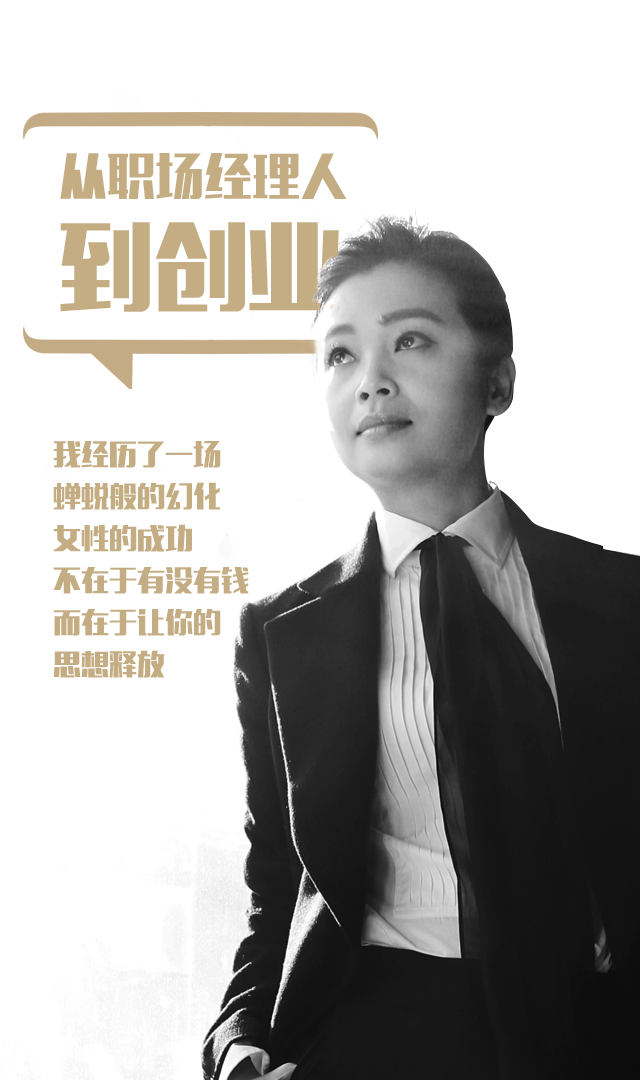 从职场经理人
到创业
我经历了一场
蝉蜕般的幻化
女性的成功
不在于有没有钱
而在于让你的
思想释放